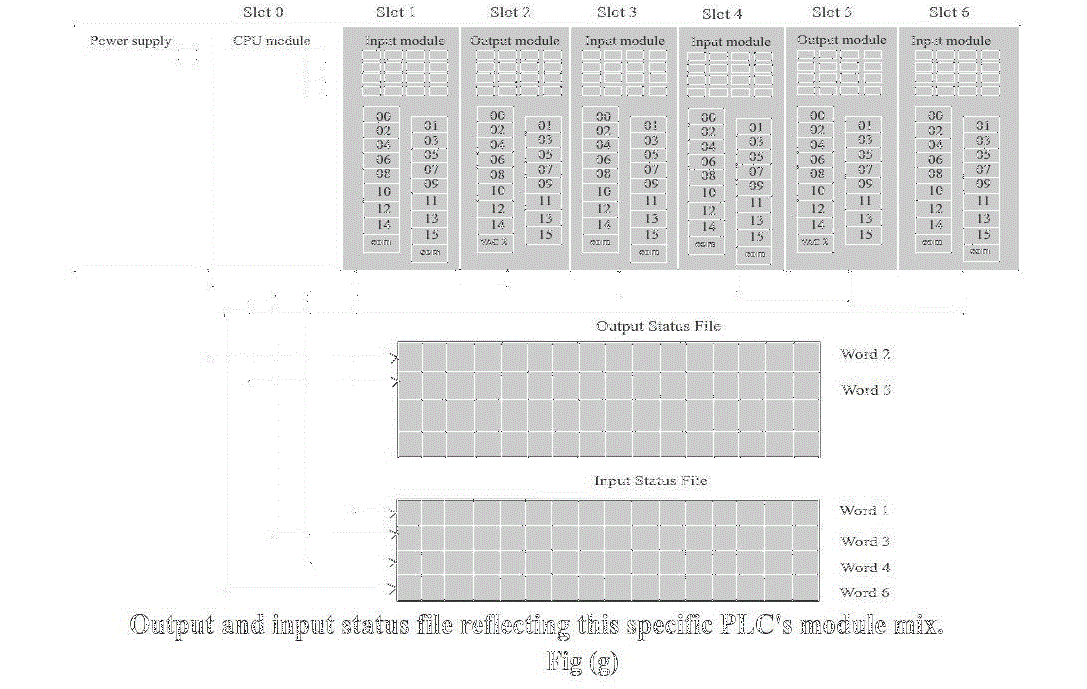 Slot 0 Slot 1 Slot 2 Slot 3 Slot 4 Slot 5 Slot 6
Power supply CPU module Input module Output module Input module Input module Output module Input module
00 00 00 00 00 00
01 01 01 01 01 01
02 02 02 02 02 02
03 03 03 03 03 03
04 04 04 04 04 04
05 05 05 05 05 05
06 06 06 06 06 06
07 07 07 07 07 07
08 08 08 08 08 08
09 09 09 09 09 09
10 10 10 10 10 10
11 11 11 11 11 11
12 12 12 12 12 12
13 13 13 13 13 13
14 14 14 14 14 14
15 15 15 15 15 15
com VAC com com VAC com
com com com com
Output Status File
Word 2
Word 5
Input Status File
Word 1
Word 3
Word 4
Word 6
Output and input status file reflecting this specific PLC's module mix.
Fig (g)